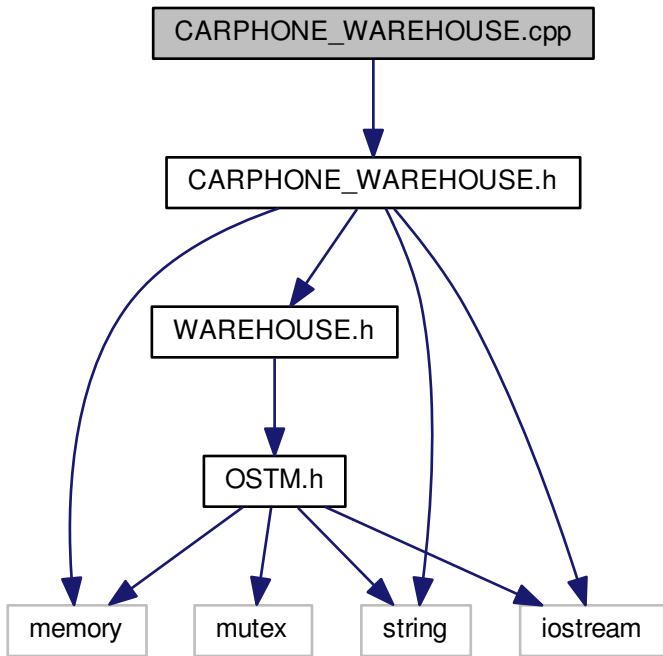 CARPHONE_WAREHOUSE.cpp
CARPHONE_WAREHOUSE.h
WAREHOUSE.h
OSTM.h
memory
mutex
string
iostream